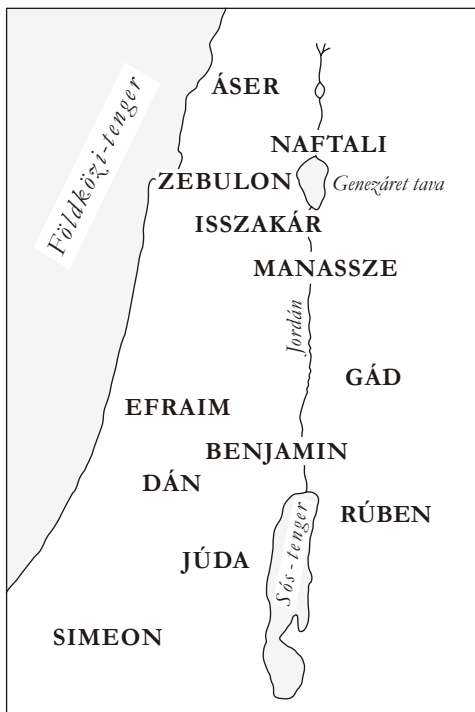 ÁSER
Földközi-tenger
NAFTALI
ZEBULON
Genezáret tava
ISSZAKÁR
MANASSZE
Jordán
GÁD
EFRAIM
BENJAMIN
DÁN
RÚBEN
Sós-tenger
JÚDA
SIMEON